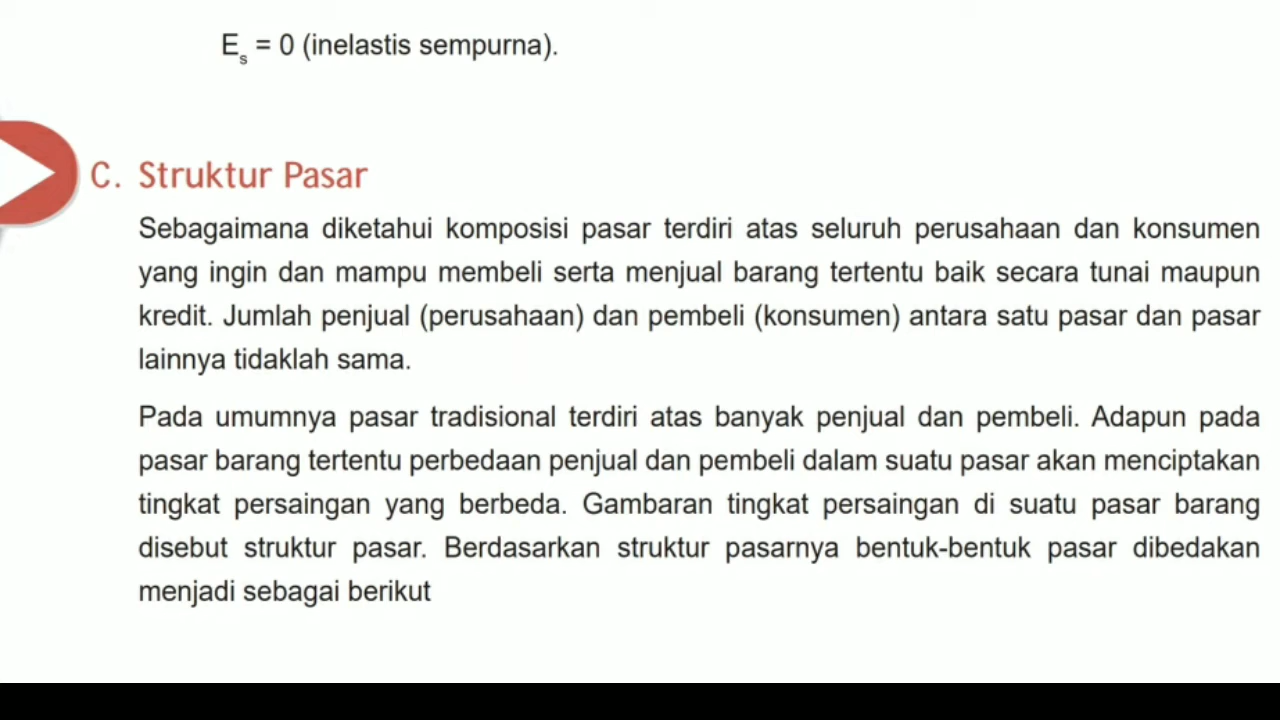 Es = 0 (inelastis sempurna).
C. Struktur Pasar
Sebagaimana diketahui komposisi pasar terdiri atas seluruh perusahaan dan konsumen
yang ingin dan mampu membeli serta menjual barang tertentu baik secara tunai maupun
kredit. Jumlah penjual (perusahaan) dan pembeli (konsumen) antara satu pasar dan pasar
lainnya tidaklah sama.
Pada umumnya pasar tradisional terdiri atas banyak penjual dan pembeli. Adapun pada
pasar barang tertentu perbedaan penjual dan pembeli dalam suatu pasar akan menciptakan
tingkat persaingan yang berbeda. Gambaran tingkat persaingan di suatu pasar barang
disebut struktur pasar. Berdasarkan struktur pasarnya bentuk-bentuk pasar dibedakan
menjadi sebagai berikut